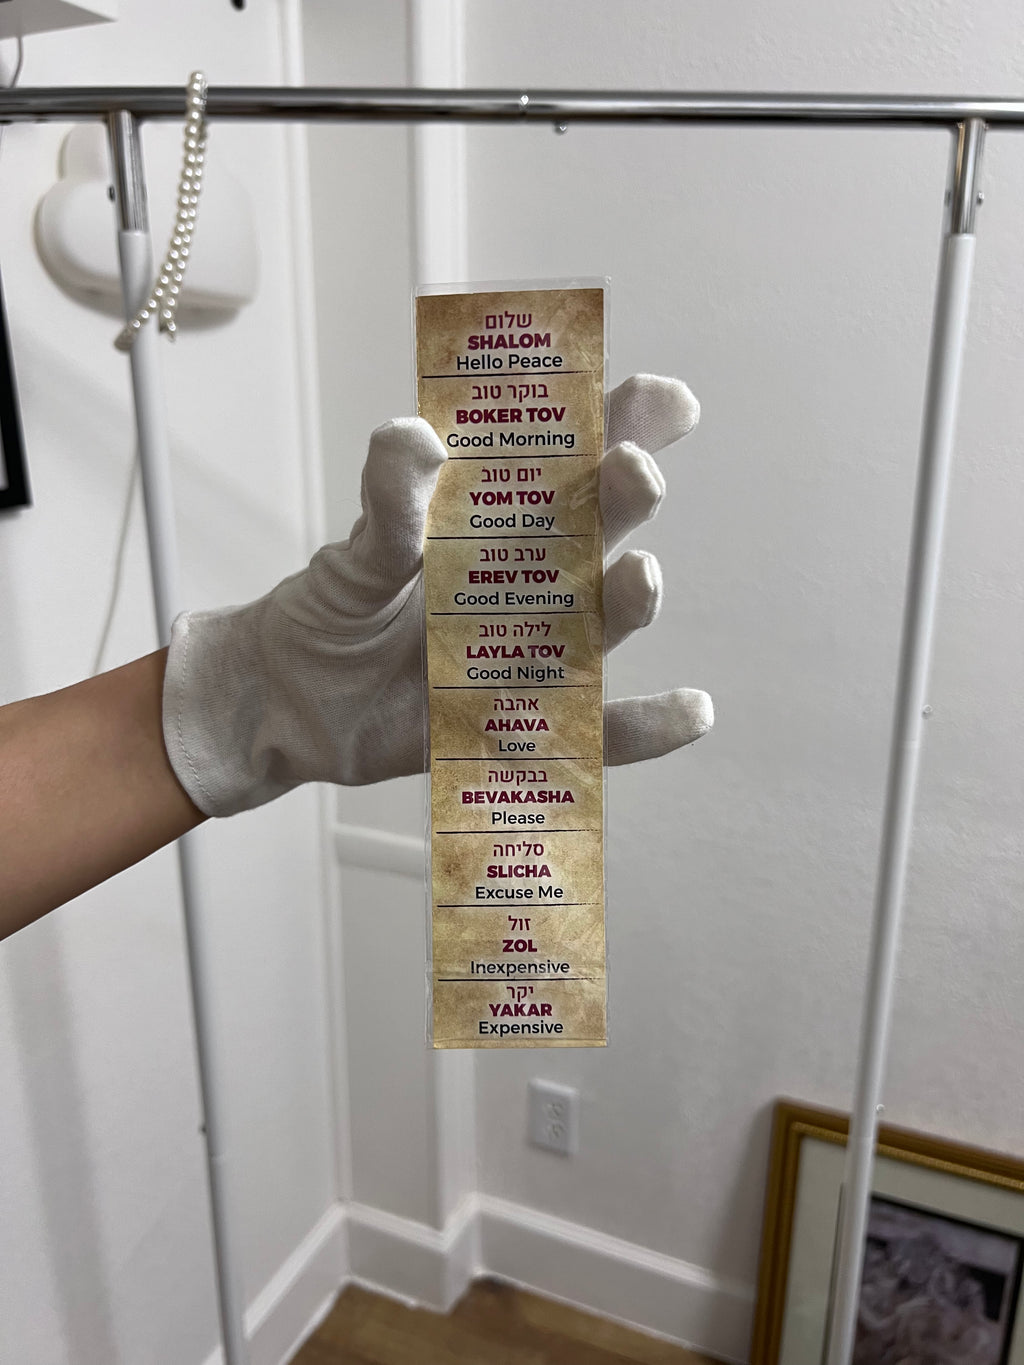 שלום
SHALOM
Hello Peace
בוקר טוב
BOKER TOV
Good Morning
יום טוב
YOM TOV
Good Day
ערב טוב
EREV TOV
Good Evening
לילה טוב
LAYLA TOV
Good Night
אהבה
AHAVA
Love
בבקשה
BEVAKASHA
Please
סליחה
SLICHA
Excuse Me
זול
ZOL
Inexpensive
יקר
YAKAR
Expensive